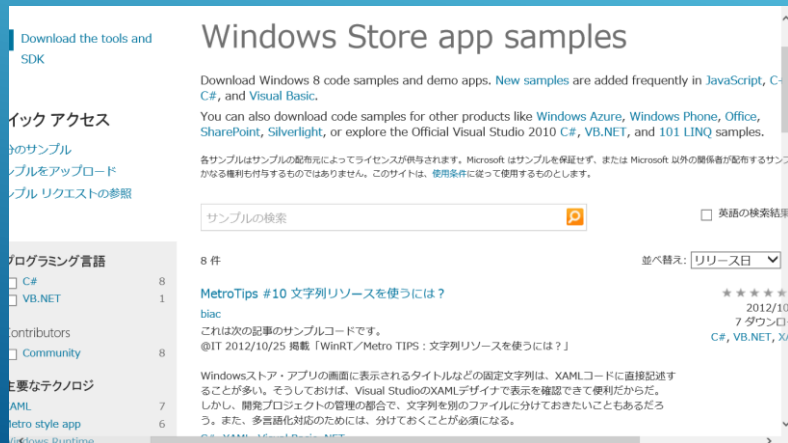 Download the tools and
SDK
イック アクセス
分のサンプル
ンプルをアップロード
ンプル リクエストの参照
プログラミング言語
C# 8
VB.NET 1
Contributors
Community 8
主要なテクノロジ
XAML 7
Metro style app 6
Windows Runtime
Windows Store app samples
Download Windows 8 code samples and demo apps. New samples are added frequently in JavaScript, C-
C#, and Visual Basic.
You can also download code samples for other products like Windows Azure, Windows Phone, Office,
SharePoint, Silverlight, or explore the Official Visual Studio 2010 C#, VB.NET, and 101 LINQ samples.
各サンプルはサンプルの配布元によってライセンスが供与されます。Microsoft はサンプルを保証せず、または Microsoft 以外の関係者が配布するサンプ
かなる権利も付与するものではありません。このサイトは、使用条件に従って使用するものとします。
サンプルの検索
英語の検索結果
8 件
並べ替え: リリース日
MetroTips #10 文字列リソースを使うには？
biac
これは次の記事のサンプルコードです。
@IT 2012/10/25 掲載「WinRT／Metro TIPS：文字列リソースを使うには？」
2012/10
7 ダウンロー
C#, VB.NET, XA
Windowsストア・アプリの画面に表示されるタイトルなどの固定文字列は、XAMLコードに直接記述す
ることが多い。そうしておけば、Visual StudioのXAMLデザイナで表示を確認できて便利だからだ。
しかし、開発プロジェクトの管理の都合で、文字列を別のファイルに分けておきたいこともあるだろ
う。また、多言語化対応のためには、分けておくことが必須になる。
C#, XAML, Visual Basic .NET